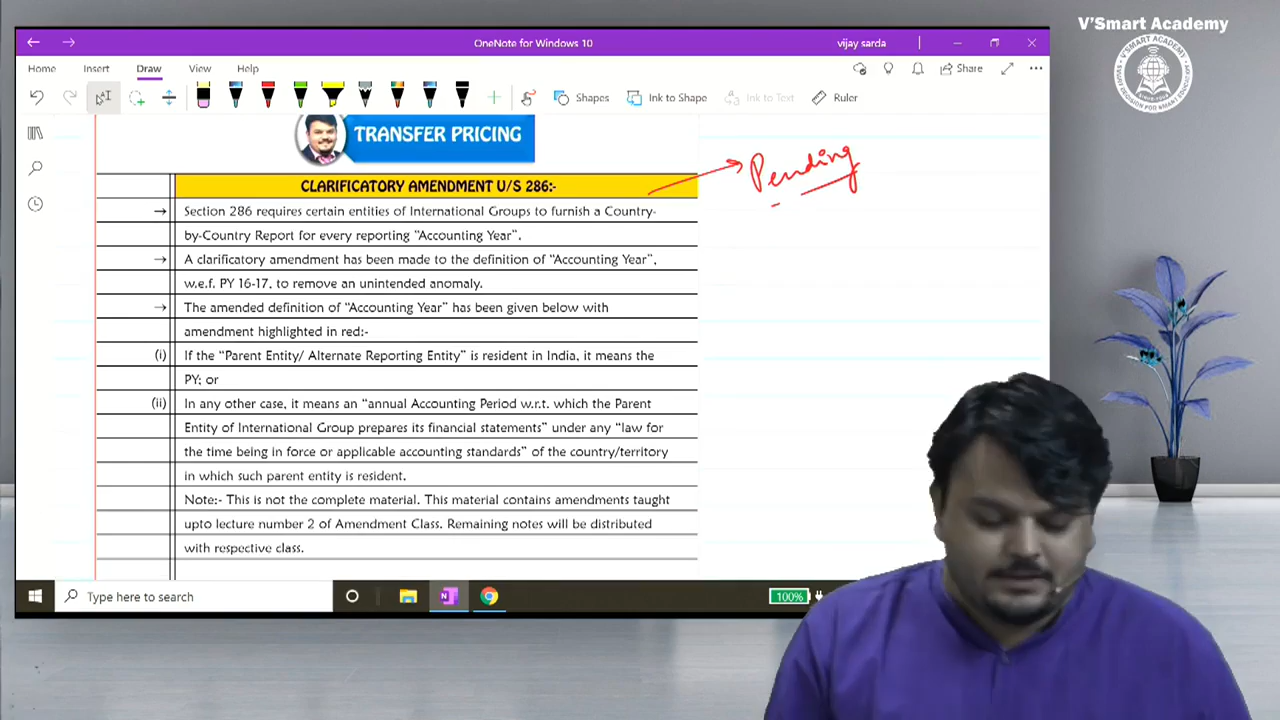 V'Smart Academy
OneNote for Windows 10
vijay sarda
Home
Insert
Draw
View
Help
Share
Shapes
Ink to Shape
Ink to Text
Ruler
TRANSFER PRICING
Pending
CLARIFICATORY AMENDMENT U/S 286:-
→ Section 286 requires certain entities of International Groups to furnish a Country-
by-Country Report for every reporting “Accounting Year”.
→ A clarificatory amendment has been made to the definition of “Accounting Year”,
w.e.f. PY 16-17, to remove an unintended anomaly.
→ The amended definition of “Accounting Year” has been given below with
amendment highlighted in red:-
(i) If the “Parent Entity/ Alternate Reporting Entity” is resident in India, it means the
PY; or
(ii) In any other case, it means an “annual Accounting Period w.r.t. which the Parent
Entity of International Group prepares its financial statements” under any “law for
the time being in force or applicable accounting standards” of the country/territory
in which such parent entity is resident.
Note:- This is not the complete material. This material contains amendments taught
upto lecture number 2 of Amendment Class. Remaining notes will be distributed
with respective class.
Type here to search
100%